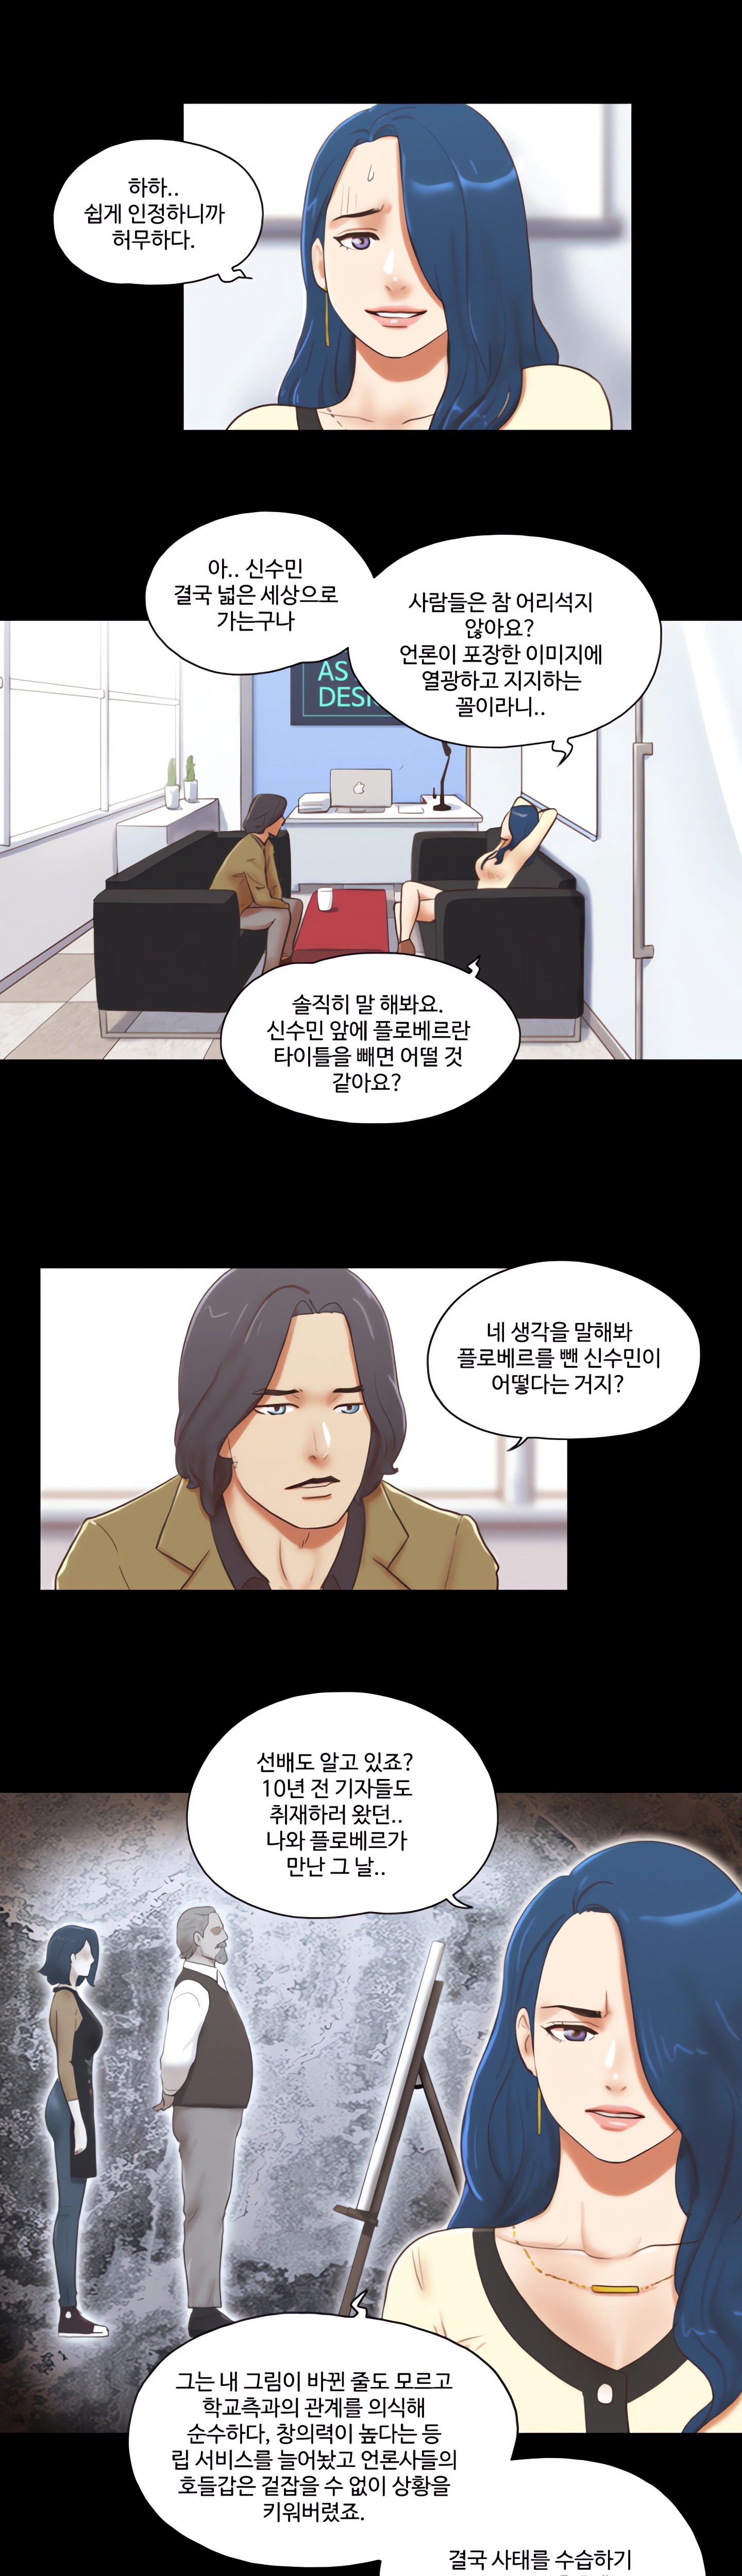 하하..
쉽게 인정하니까
허무하다.
아.. 신수민
결국 넓은 세상으로
가는구나
사람들은 참 어리석지
않아요?
언론이 포장한 이미지에
열광하고 지지하는
꼴이라니..
AS
DESI
솔직히 말 해봐요.
신수민 앞에 플로베르란
타이틀을 빼면 어떨 것
같아요?
네 생각을 말해봐
플로베르를 뺀 신수민이
어떻다는 거지?
선배도 알고 있죠?
10년 전 기자들도
취재하러 왔던..
나와 플로베르가
만난 그 날..
그는 내 그림이 바뀐 줄도 모르고
학교측과의 관계를 의식해
순수하다, 창의력이 높다는 등
립 서비스를 늘어놨고 언론사들의
호들갑은 겉잡을 수 없이 상황을
키워버렸죠.
결국 사태를 수습하기